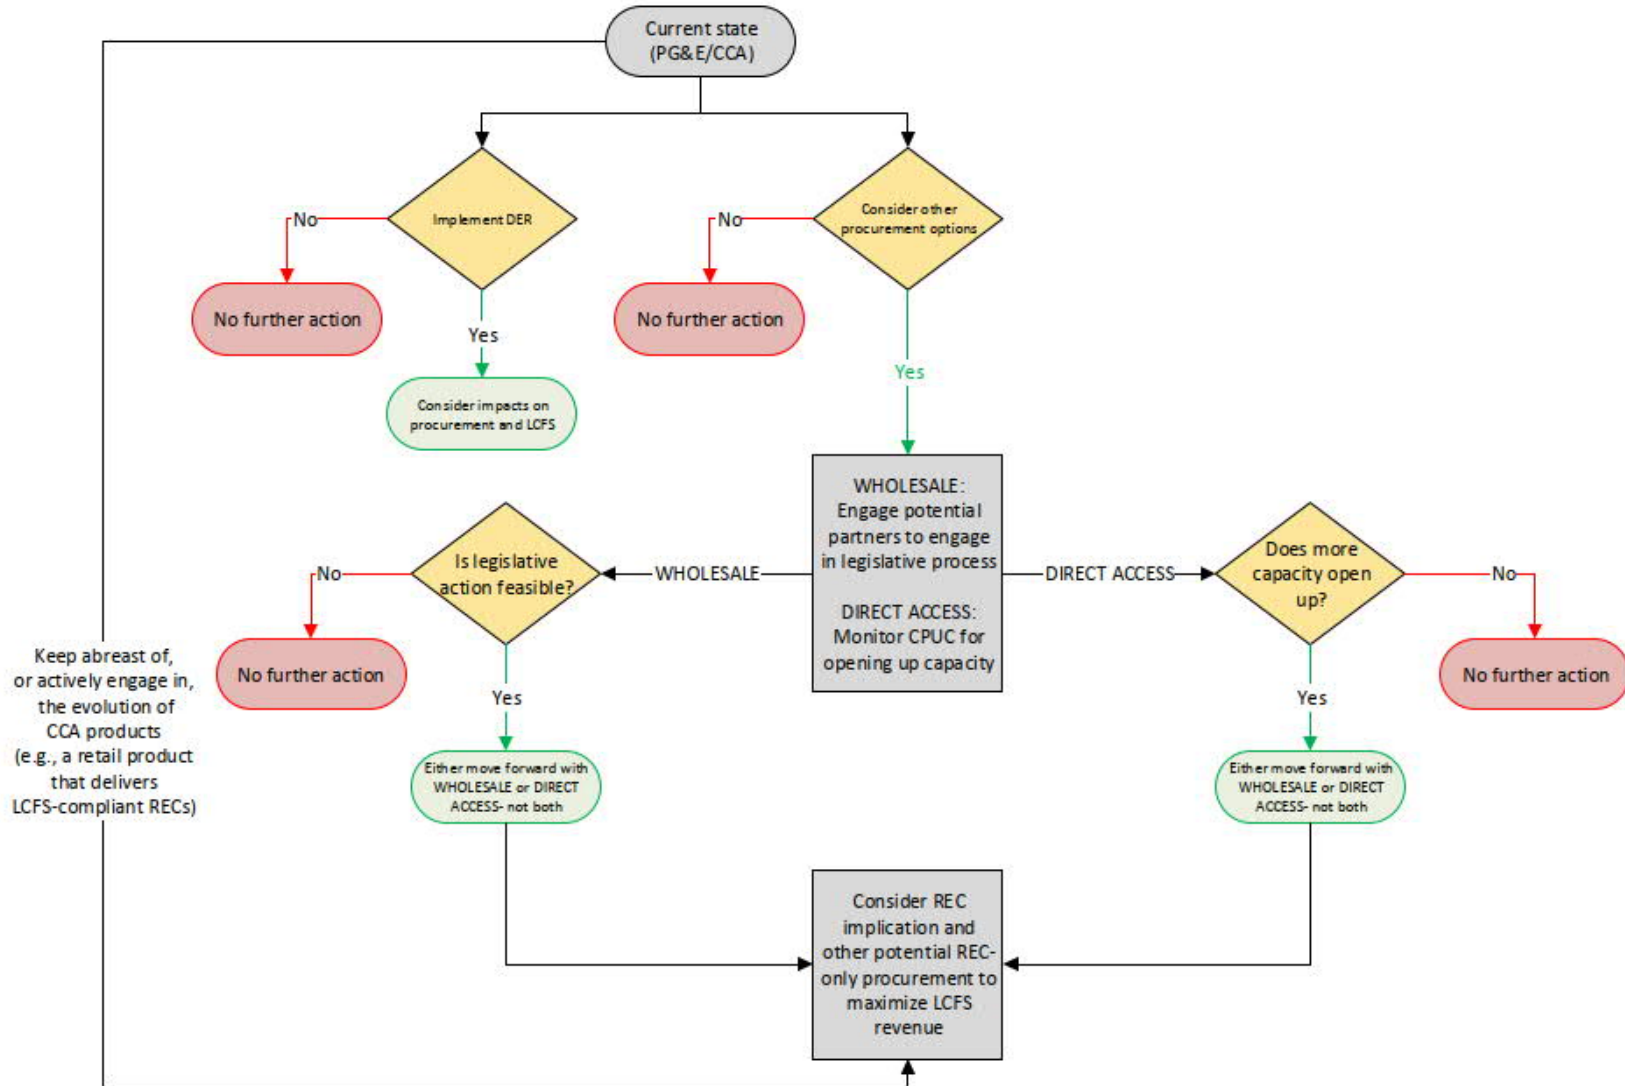 Current state
(PG&E/CCA)
No
Implement DER
No
Consider other
procurement options
No further action
Yes
No further action
Consider impacts on
procurement and LCFS
Yes
WHOLESALE:
Engage potential
partners to engage
in legislative process
DIRECT ACCESS:
Monitor CPUC for
opening up capacity
No
Is legislative
action feasible?
WHOLESALE
DIRECT ACCESS
Does more
capacity open
up?
No
No further action
Yes
Yes
No further action
Keep abreast of,
or actively engage in,
the evolution of
CCA products
(e.g., a retail product
that delivers
LCFS-compliant RECs)
Either move forward with
WHOLESALE or DIRECT
ACCESS- not both
Either move forward with
WHOLESALE or DIRECT
ACCESS- not both
Consider REC
implication and
other potential REC-
only procurement to
maximize LCFS
revenue